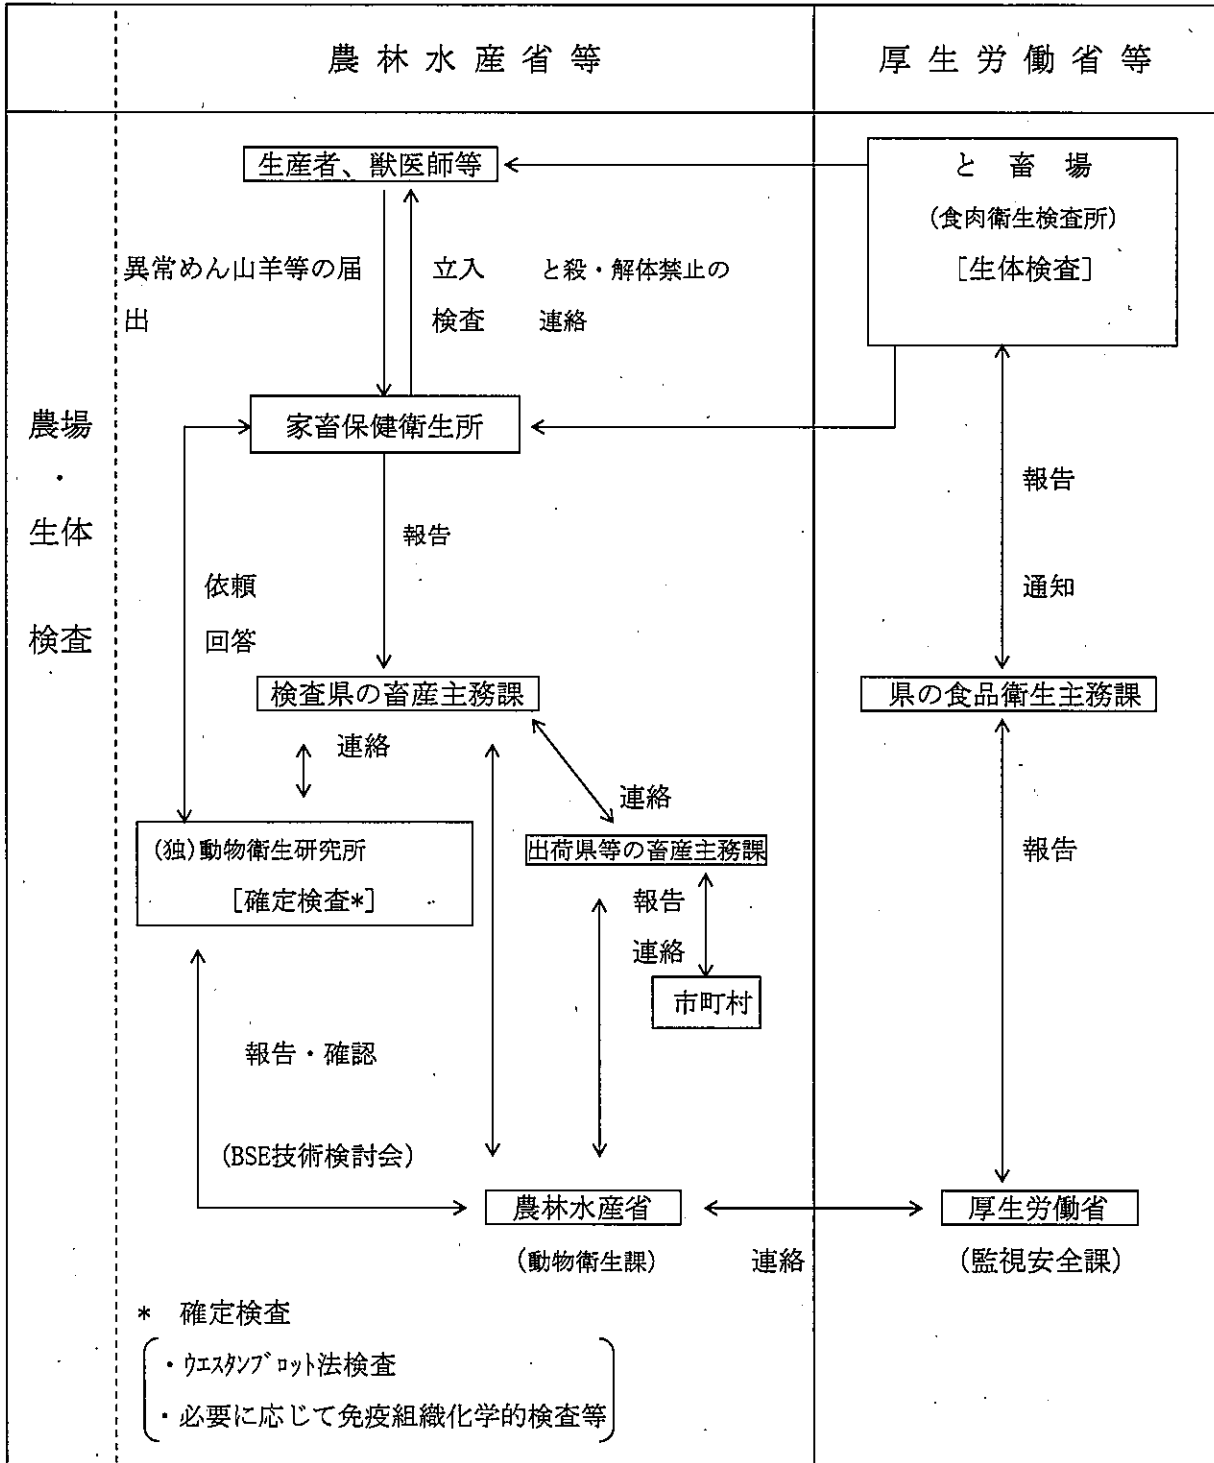 農林水産省等
厚生労働省等
農場
・
生体
検査
生産者、獣医師等
と畜場
(食肉衛生検査所)
[生体検査]
異常めん山羊等の届
出
立入
検査
と殺・解体禁止の
連絡
家畜保健衛生所
報告
依頼
回答
報告
通知
検査県の畜産主務課
県の食品衛生主務課
連絡
連絡
(独)動物衛生研究所
[確定検査*]
出荷県等の畜産主務課
報告
連絡
報告
市町村
報告・確認
(BSE技術検討会)
農林水産省
(動物衛生課)
連絡
厚生労働省
(監視安全課)
* 確定検査
・ウエスタンブロット法検査
・必要に応じて免疫組織化学的検査等